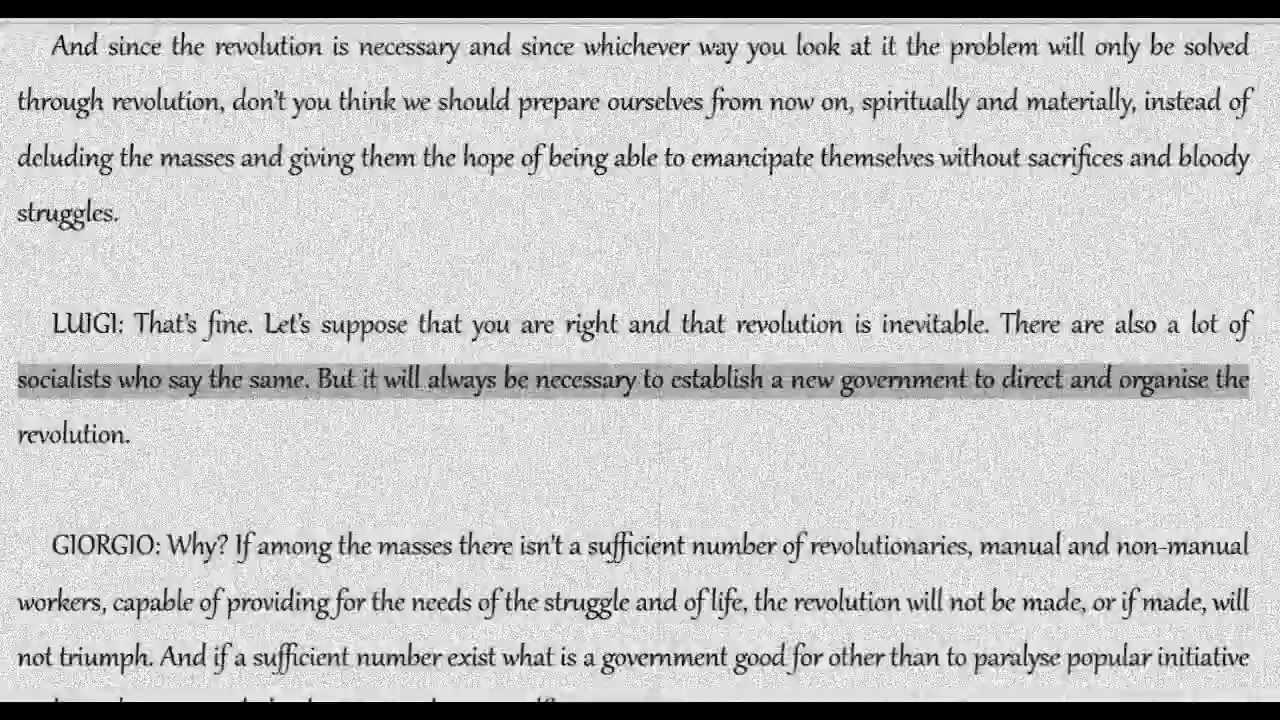 And since the revolution is necessary and since whichever way you look at it the problem will only be solved
through revolution, don't you think we should prepare ourselves from now on, spiritually and materially, instead of
deluding the masses and giving them the hope of being able to emancipate themselves without sacrifices and bloody
struggles.
LUIGI: That's fine. Let's suppose that you are right and that revolution is inevitable. There are also a lot of
socialists who say the same. But it will always be necessary to establish a new government to direct and organise the
revolution.
GIORGIO: Why? If among the masses there isn't a sufficient number of revolutionaries, manual and non-manual
workers, capable of providing for the needs of the struggle and of life, the revolution will not be made, or if made, will
not triumph. And if a sufficient number exist what is a government good for other than to paralyse popular initiative